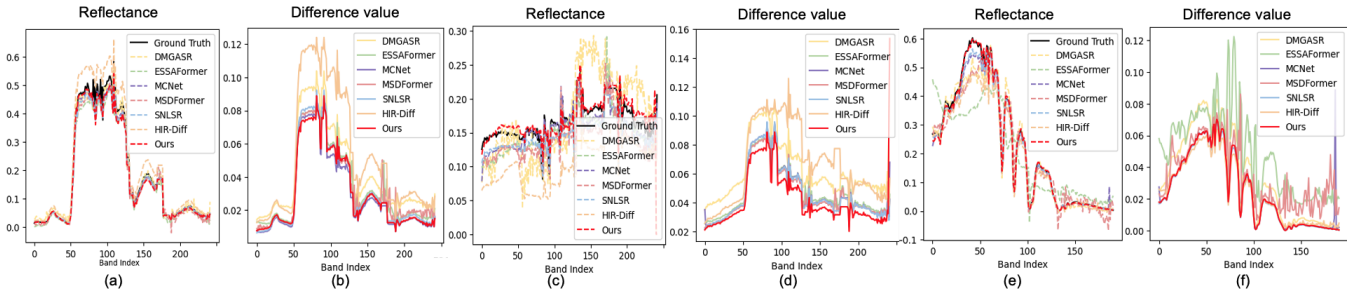 Reflectance
0.6
0.5
0.4
0.3
0.2
0.1
0.0
Ground Truth
DMGASR
ESSAFormer
MCNet
MSDFormer
SNLSR
HIR-Diff
Ours
0 50 100 150 200
Band Index
(a)
Difference value
0.12
0.10
0.08
0.06
0.04
0.02
DMGASR
ESSAFormer
MCNet
MSDFormer
SNLSR
HIR-Diff
Ours
0 50 100 150 200
Band Index
(b)
Reflectance
0.30
0.25
0.20
0.15
0.10
0.05
0.00
Ground Truth
DMGASR
ESSAFormer
MCNet
MSDFormer
SNLSR
HIR-Diff
Ours
0 50 100 150 200
Band Index
(c)
Difference value
0.16
0.14
0.12
0.10
0.08
0.06
0.04
0.02
DMGASR
ESSAFormer
MCNet
MSDFormer
SNLSR
HIR-Diff
Ours
0 50 100 150 200
Band Index
(d)
Reflectance
0.6
0.5
0.4
0.3
0.2
0.1
0.0
-0.1
Ground Truth
DMGASR
ESSAFormer
MCNet
MSDFormer
SNLSR
HIR-Diff
Ours
0 50 100 150
Band Index
(e)
Difference value
0.12
0.10
0.08
0.06
0.04
0.02
0.00
DMGASR
ESSAFormer
MCNet
MSDFormer
SNLSR
HIR-Diff
Ours
0 50 100 150
Band Index
(f)